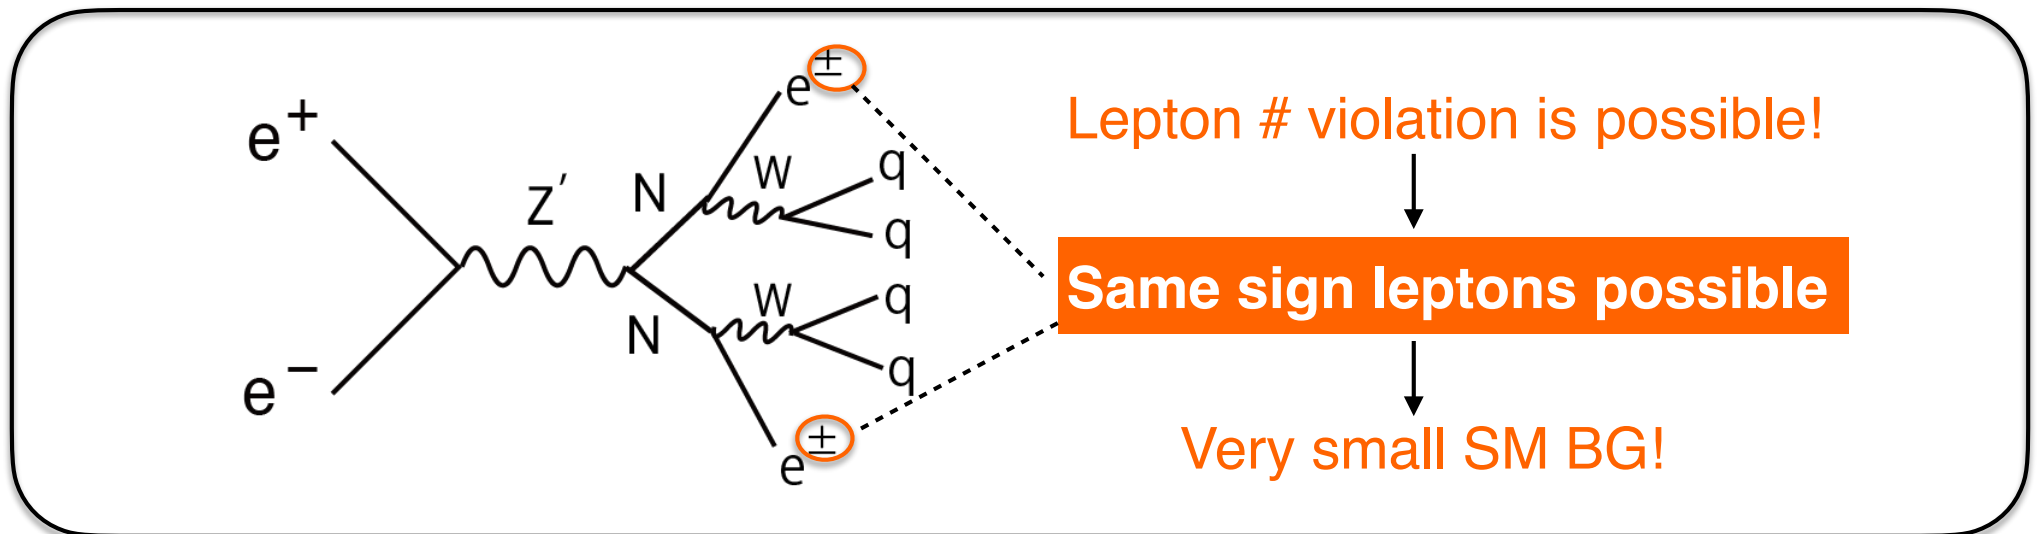 e⁺
e⁻
Z′
N
N
e±
W
q
q
W
q
q
e±
Lepton # violation is possible!
Same sign leptons possible
Very small SM BG!